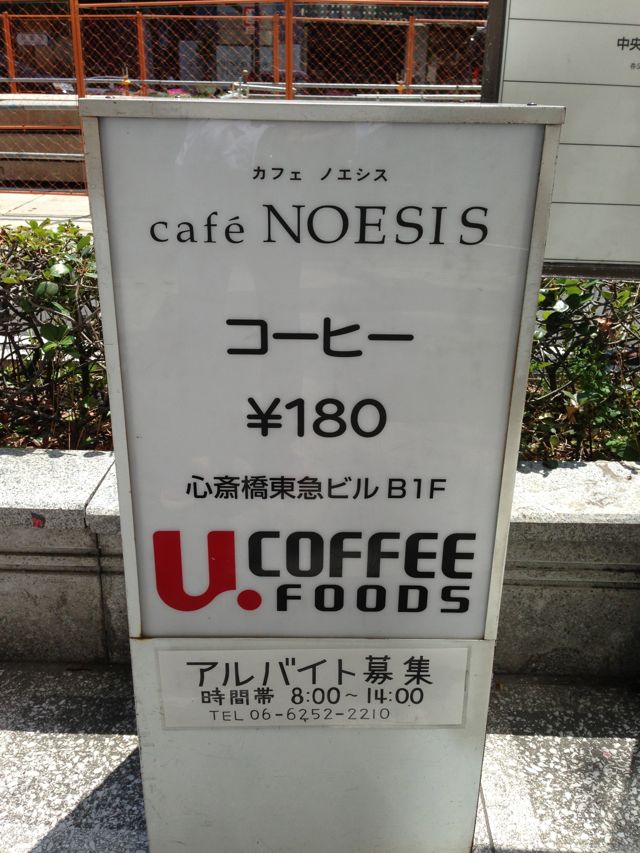 中央
カフェ ノエシス
café NOESIS
コーヒー
¥180
心斎橋東急ビル B1F
U.COFFEE
FOODS
アルバイト募集
時間帯 8:00~14:00
TEL 06-6252-2210